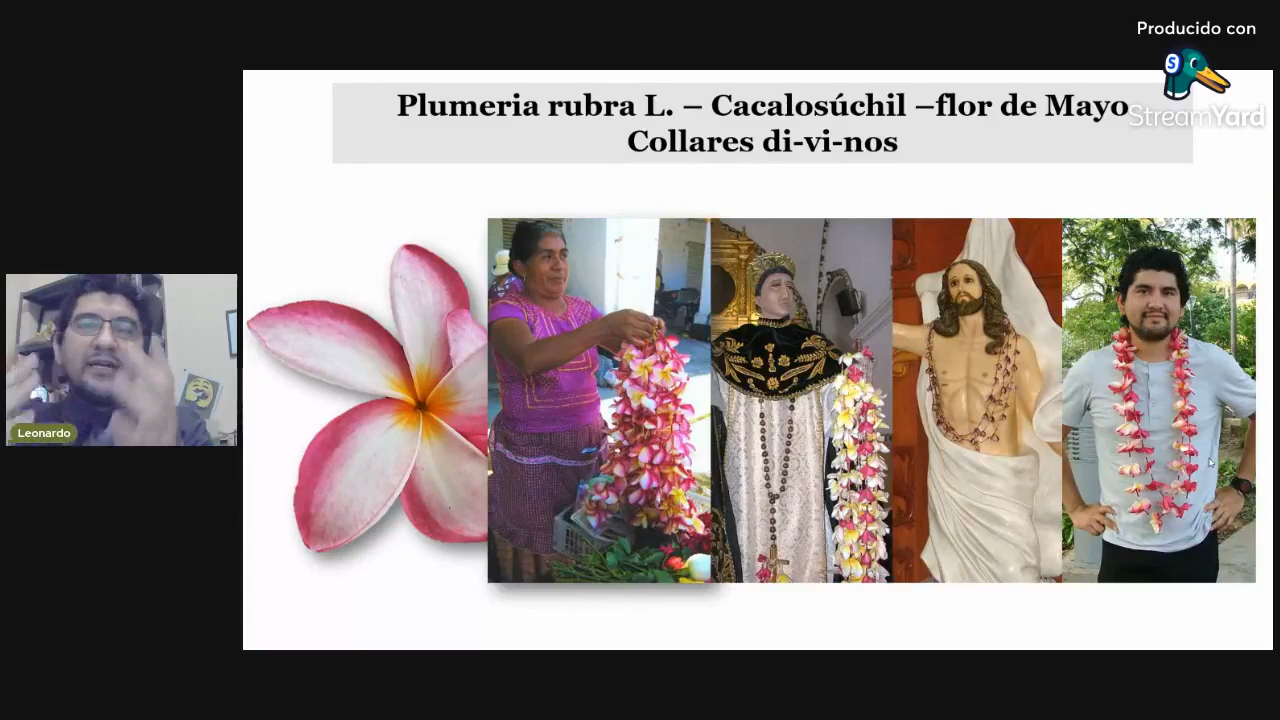 Producido con
S
StreamYard
Plumeria rubra L. – Cacalosúchil –flor de Mayo
Collares di-vi-nos
Leonardo